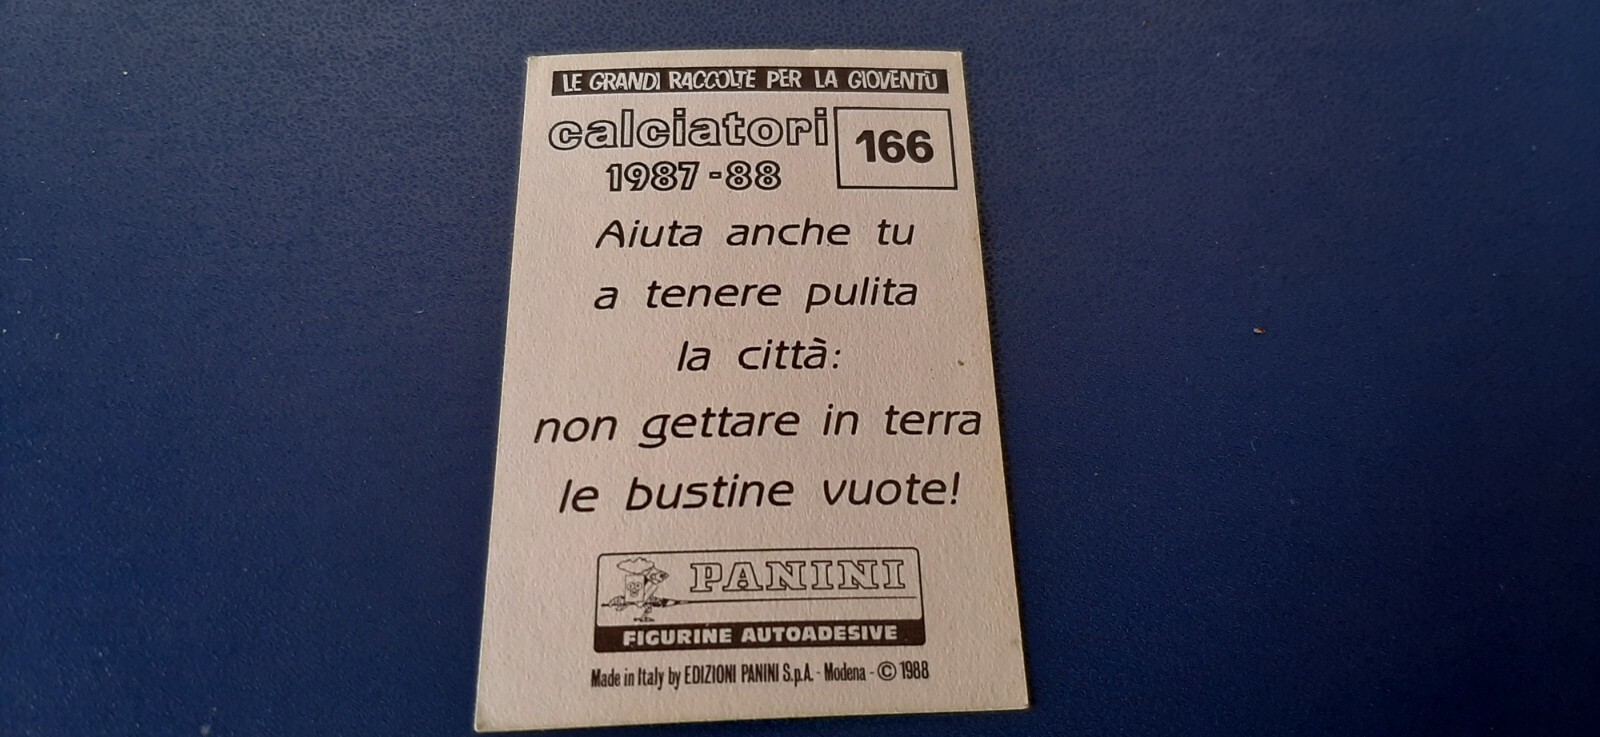 LE GRANDI RACCOLTE PER LA GIOVENTÙ
calciatori
1987-88
166
Aiuta anche tu
a tenere pulita
la città:
non gettare in terra
le bustine vuote!
PANINI
FIGURINE AUTOADESIVE
Made in Italy by EDIZIONI PANINI S.p.A. - Modena - © 1988